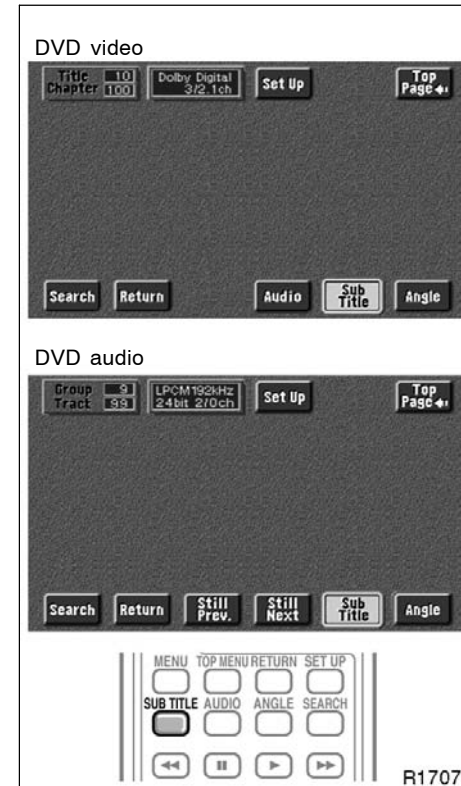 DVD video
Title 10 Dolby Digital Set Up Top
Chapter 100 3/2.1ch Page
Search Return Audio Sub Title Angle
DVD audio
Group 9 LPCM192kHz Set Up Top
Track 99 24bit 2/0ch Page
Search Return Still Prev. Still Next Sub Title Angle
MENU TOP MENU RETURN SET UP
SUB TITLE AUDIO ANGLE SEARCH
R1707